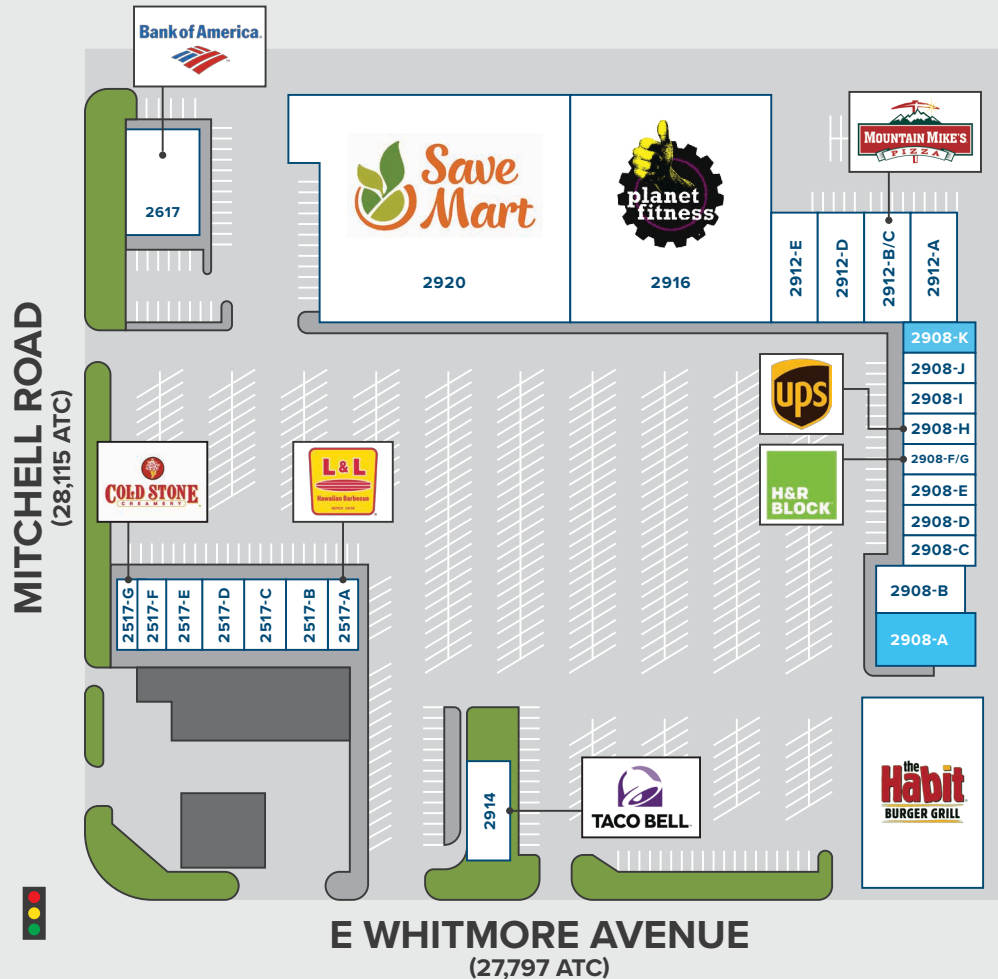 Bank of America.
2617
Save
Mart
2920
planet
fitness
2916
MOUNTAIN MIKE'S
PIZZA
2912-E
2912-D
2912-B/C
2912-A
2908-K
2908-J
2908-I
2908-H
2908-F/G
2908-E
2908-D
2908-C
2908-B
2908-A
ups
H&R
BLOCK
MITCHELL ROAD
(28,115 ATC)
COLD STONE
CREAMERY
L & L
Hawaiian Barbecue
SINCE 1976
2517-G
2517-F
2517-E
2517-D
2517-C
2517-B
2517-A
2914
TACO BELL
the
Habit
BURGER GRILL
E WHITMORE AVENUE
(27,797 ATC)